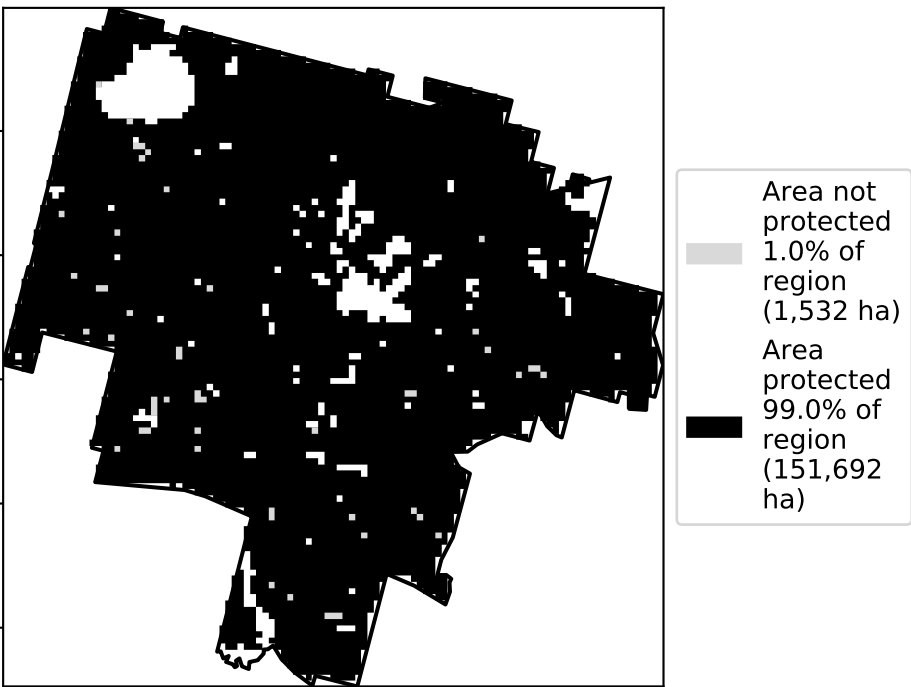 Area not
protected
1.0% of
region
(1,532 ha)
Area
protected
99.0% of
region
(151,692
ha)